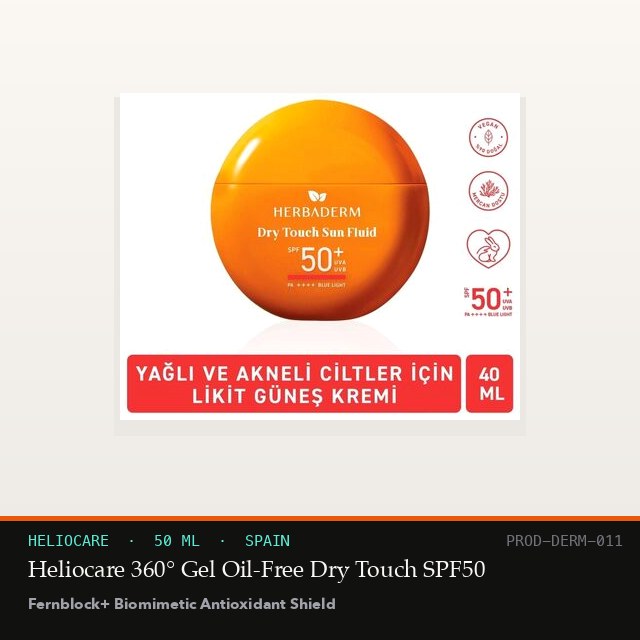 HERBADERM
Dry Touch Sun Fluid
SPF 50+ UVA UVB
PA ++++ BLUE LIGHT
VEGAN
%98 DOĞAL
MERCAN DOSTU
SPF 50+ UVA UVB
PA ++++ BLUE LIGHT
YAĞLI VE AKNELİ CİLTLER İÇİN
LİKİT GÜNEŞ KREMİ
40
ML
HELIOCARE · 50 ML · SPAIN
PROD-DERM-011
Heliocare 360° Gel Oil-Free Dry Touch SPF50
Fernblock+ Biomimetic Antioxidant Shield